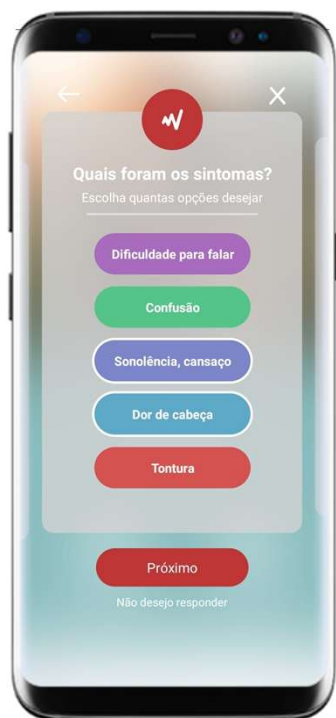 Quais foram os sintomas?
Escolha quantas opções desejar
Dificuldade para falar
Confusão
Sonolência, cansaço
Dor de cabeça
Tontura
Próximo
Não desejo responder